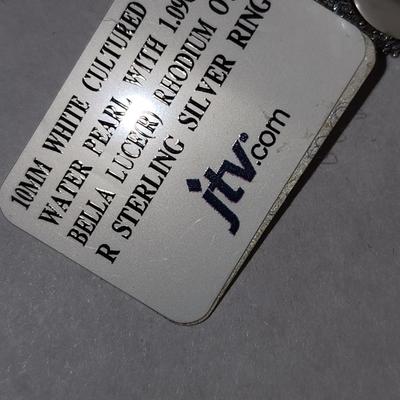 10MM WHITE CULTURED
WATER PEARL WITH 1.09
BELLA LUCE(R) RHODIUM O
R STERLING SILVER RING
jtv.com